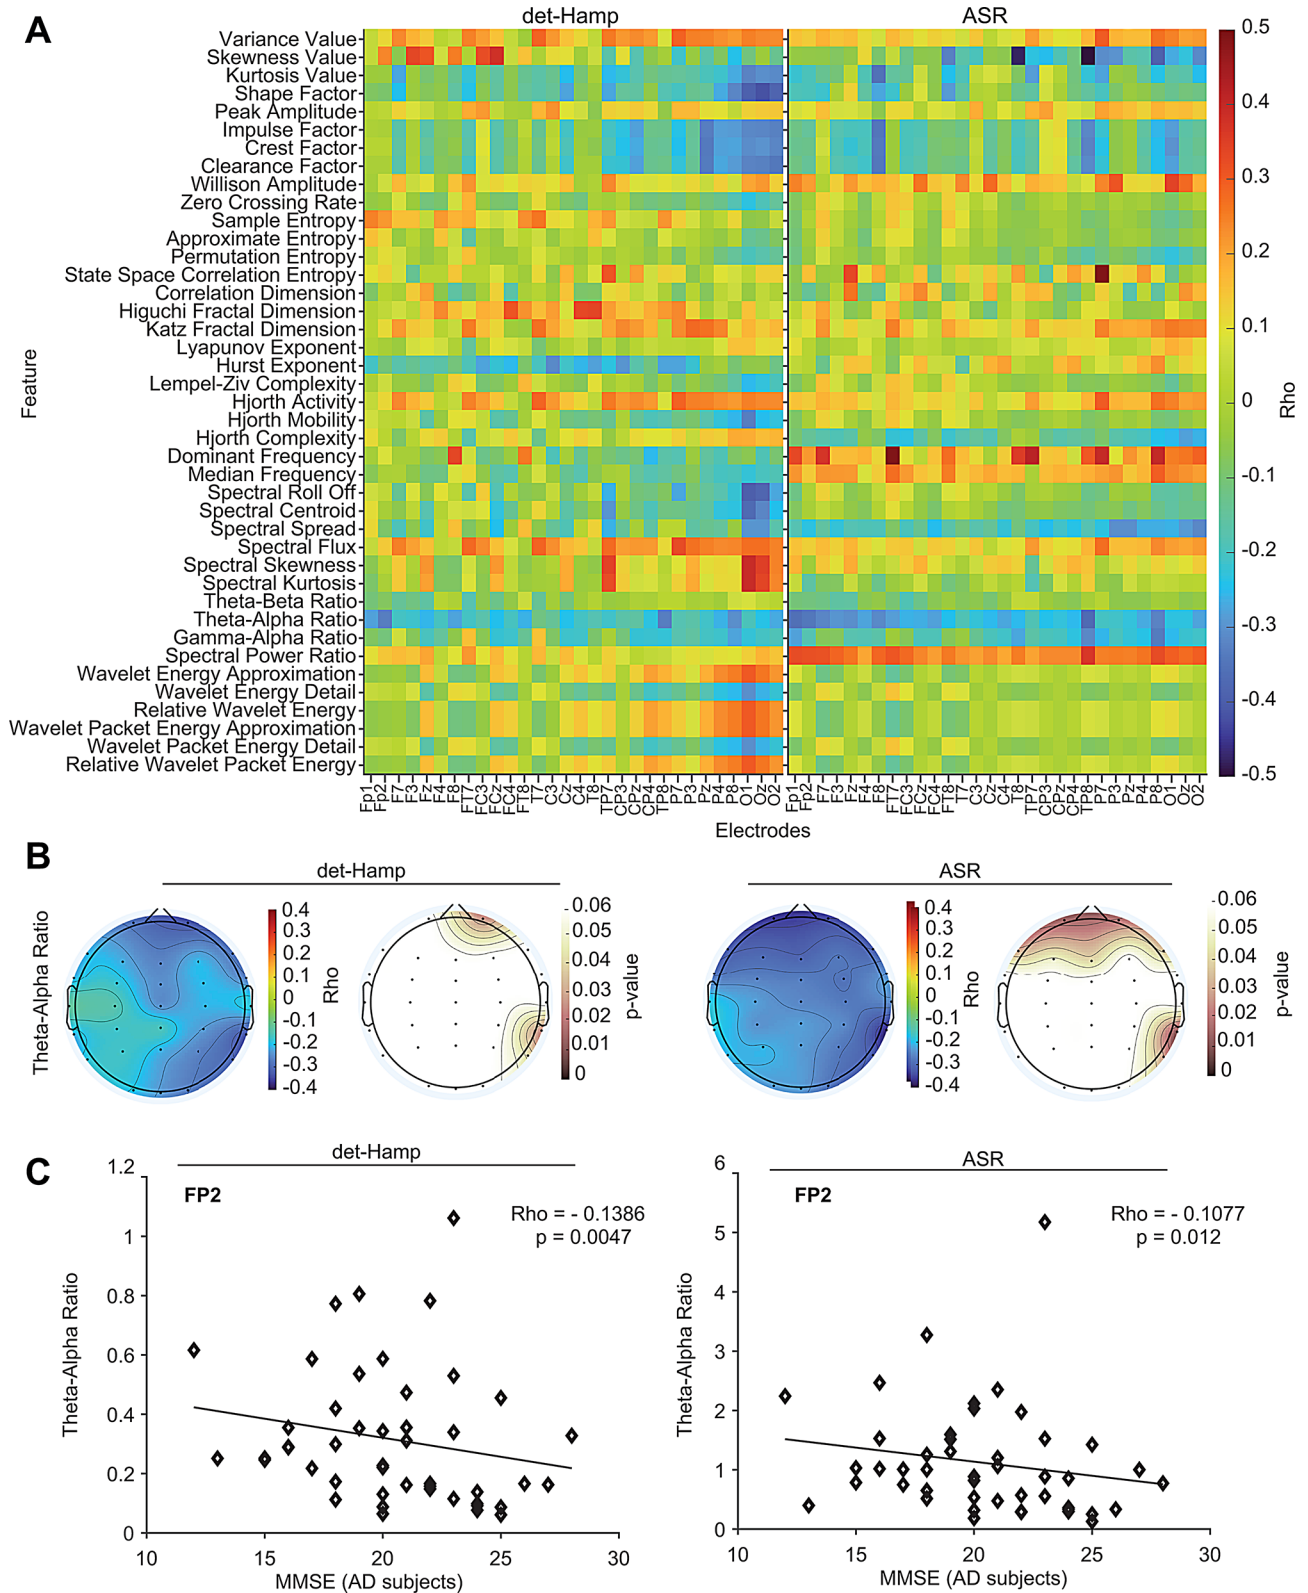 A
det-Hamp
ASR
Feature
Variance Value
Skewness Value
Kurtosis Value
Shape Factor
Peak Amplitude
Impulse Factor
Crest Factor
Clearance Factor
Willison Amplitude
Zero Crossing Rate
Sample Entropy
Approximate Entropy
Permutation Entropy
State Space Correlation Entropy
Correlation Dimension
Higuchi Fractal Dimension
Katz Fractal Dimension
Lyapunov Exponent
Hurst Exponent
Lempel-Ziv Complexity
Hjorth Activity
Hjorth Mobility
Hjorth Complexity
Dominant Frequency
Median Frequency
Spectral Roll Off
Spectral Centroid
Spectral Spread
Spectral Flux
Spectral Skewness
Spectral Kurtosis
Theta-Beta Ratio
Theta-Alpha Ratio
Gamma-Alpha Ratio
Spectral Power Ratio
Wavelet Energy Approximation
Wavelet Energy Detail
Relative Wavelet Energy
Wavelet Packet Energy Approximation
Wavelet Packet Energy Detail
Relative Wavelet Packet Energy
0.5
0.4
0.3
0.2
0.1
0
-0.1
-0.2
-0.3
-0.4
-0.5
Rho
Fp1 Fp2 F7 F3 Fz F4 F8 FT7 FC3 FCz FC4 FT8 T7 C3 Cz C4 T8 TP7 CP3 CPz CP4 TP8 P7 P3 Pz P4 P8 O1 Oz O2
Fp1 Fp2 F7 F3 Fz F4 F8 FT7 FC3 FCz FC4 FT8 T7 C3 Cz C4 T8 TP7 CP3 CPz CP4 TP8 P7 P3 Pz P4 P8 O1 Oz O2
Electrodes
B
det-Hamp
ASR
Theta-Alpha Ratio
0.4
0.3
0.2
0.1
0
-0.1
-0.2
-0.3
-0.4
Rho
0.06
0.05
0.04
0.03
0.02
0.01
0
p-value
0.4
0.3
0.2
0.1
0
-0.1
-0.2
-0.3
-0.4
Rho
0.06
0.05
0.04
0.03
0.02
0.01
0
p-value
C
det-Hamp
FP2
Rho = - 0.1386
p = 0.0047
Theta-Alpha Ratio
1.2
1
0.8
0.6
0.4
0.2
0
10 15 20 25 30
MMSE (AD subjects)
ASR
FP2
Rho = - 0.1077
p = 0.012
Theta-Alpha Ratio
6
5
4
3
2
1
0
10 15 20 25 30
MMSE (AD subjects)